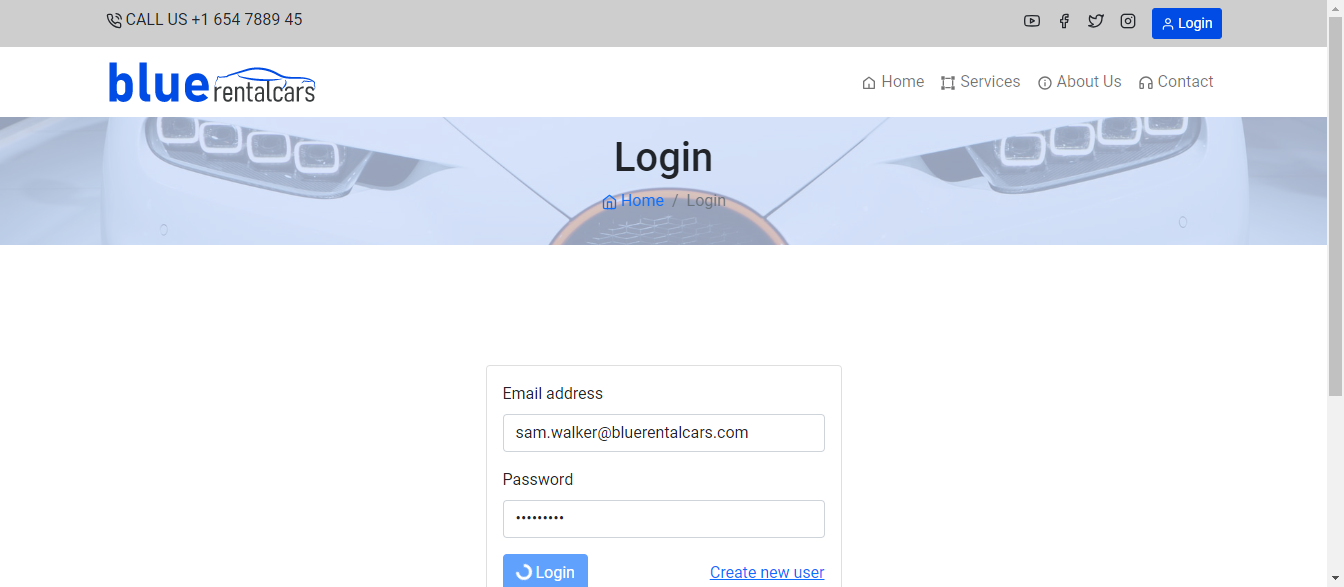 CALL US +1 654 7889 45
Login
blue rentalcars
Home Services About Us Contact
Login
Home / Login
Email address
sam.walker@bluerentalcars.com
Password
•••••••••
Login Create new user